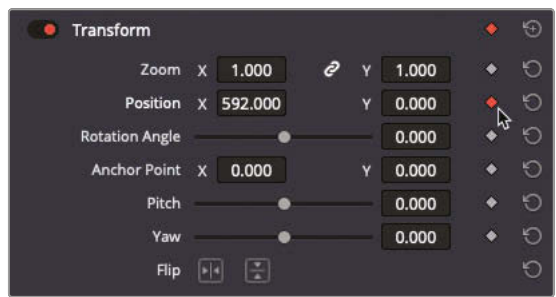 Transform
Zoom X 1.000 Y 1.000
Position X 592.000 Y 0.000
Rotation Angle 0.000
Anchor Point X 0.000 Y 0.000
Pitch 0.000
Yaw 0.000
Flip